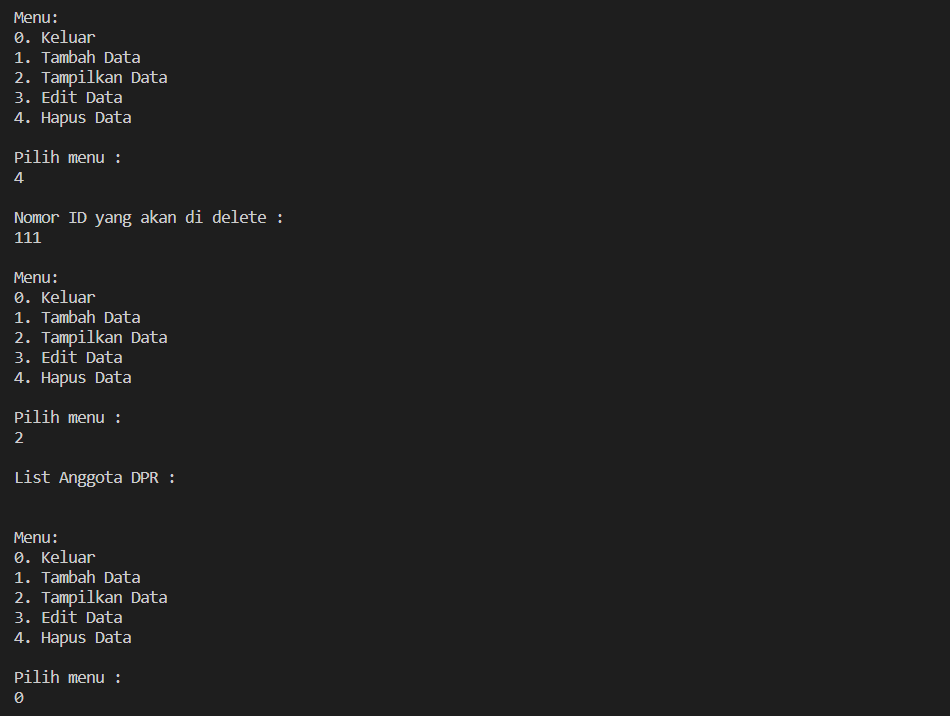 Menu:
0. Keluar
1. Tambah Data
2. Tampilkan Data
3. Edit Data
4. Hapus Data
Pilih menu :
4
Nomor ID yang akan di delete :
111
Menu:
0. Keluar
1. Tambah Data
2. Tampilkan Data
3. Edit Data
4. Hapus Data
Pilih menu :
2
List Anggota DPR :
Menu:
0. Keluar
1. Tambah Data
2. Tampilkan Data
3. Edit Data
4. Hapus Data
Pilih menu :
0